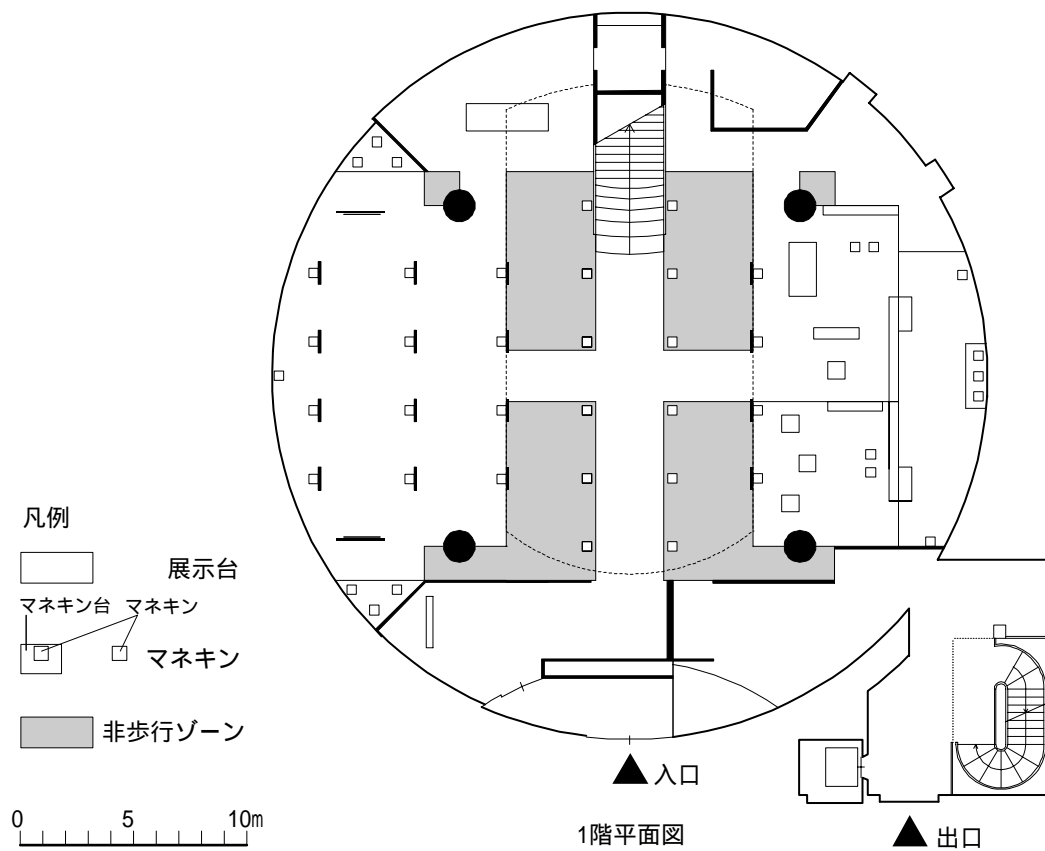 凡例
展示台
マネキン台 マネキン
マネキン
非歩行ゾーン
0 5 10m
入口
1階平面図
出口